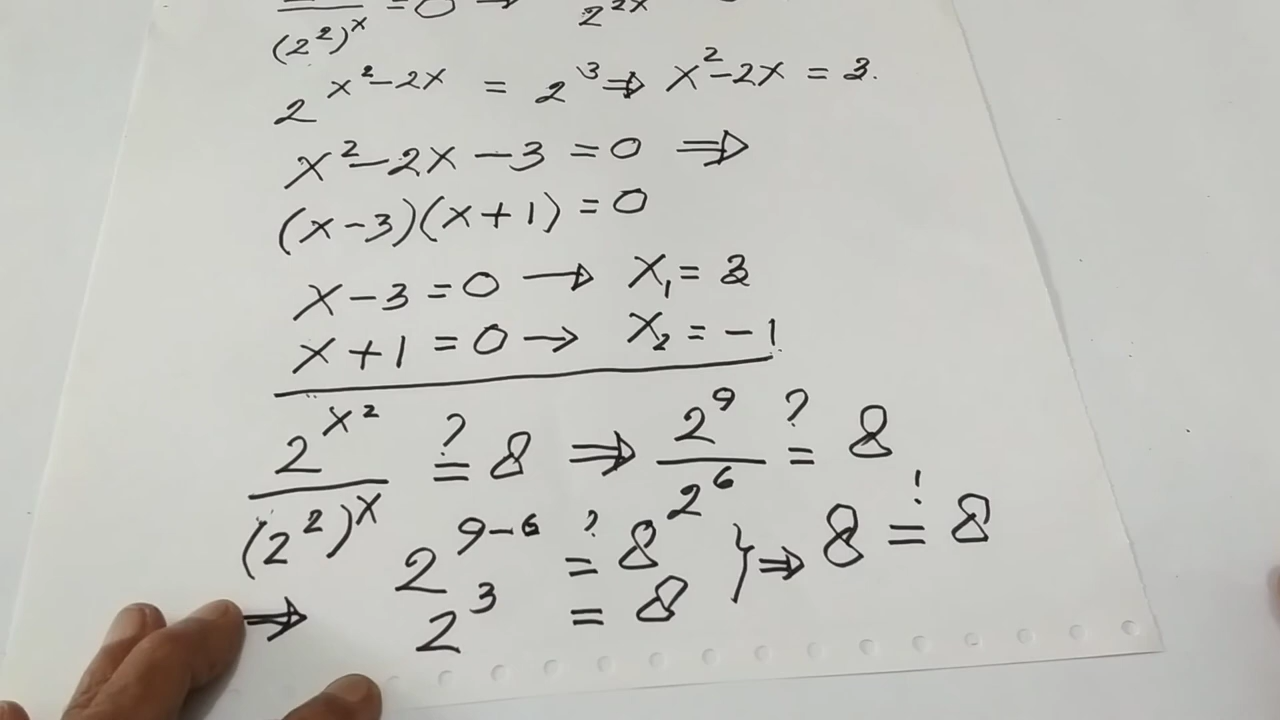 (2²)ˣ = 0 ⇒ 2²ˣ
2^(x²-2x) = 2³ ⇒ x²-2x = 3.
x²-2x-3 = 0 ⇒
(x-3)(x+1) = 0
x-3 = 0 → x₁ = 3
x+1 = 0 → x₂ = -1
2^(x²)/(2²)ˣ ?= 8 ⇒ 2⁹/2⁶ ?= 8
2^(9-6) ?= 8 } ⇒ 8 != 8
⇒ 2³ = 8